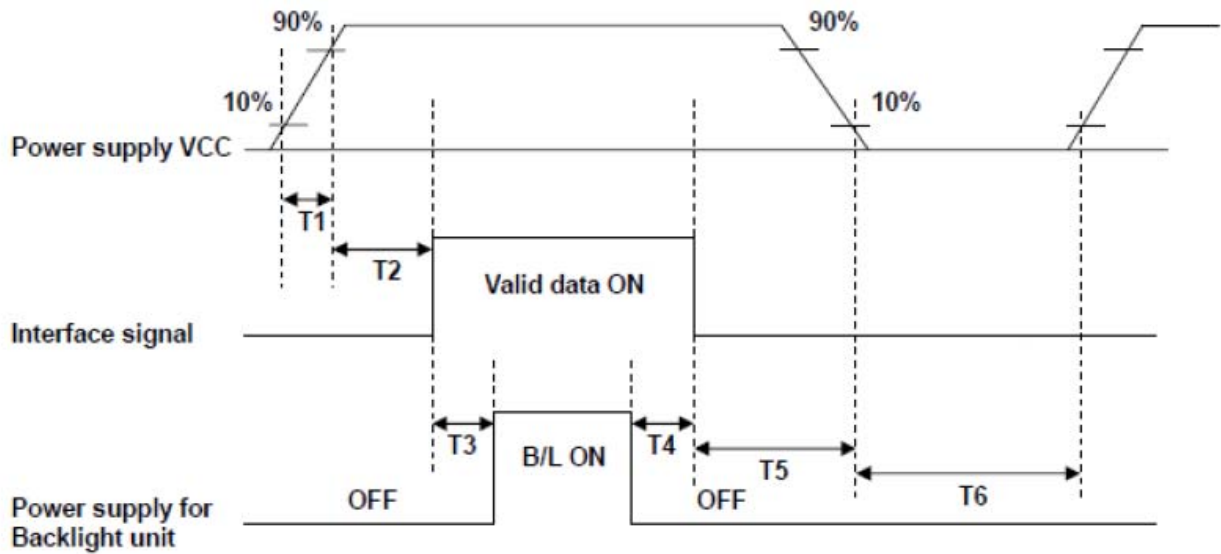 90%
90%
10%
10%
Power supply VCC
T1
T2
Valid data ON
Interface signal
T3
T4
B/L ON
T5
T6
OFF
OFF
Power supply for
Backlight unit